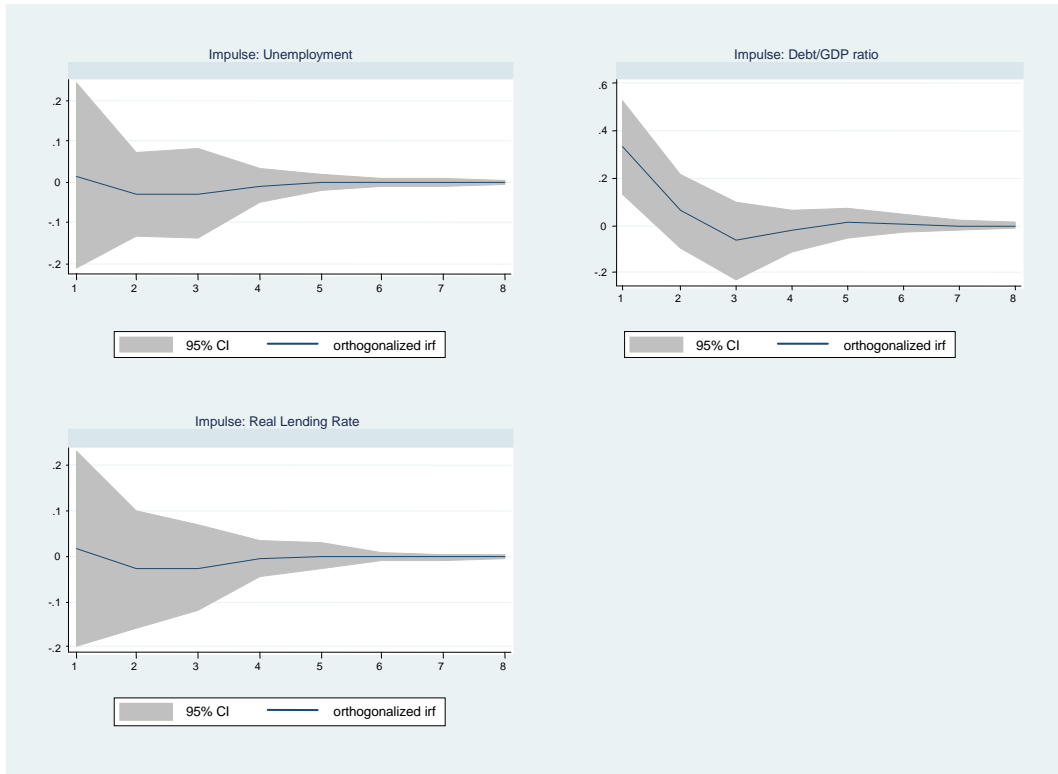 Impulse: Unemployment
.2
.1
0
-.1
-.2
1 2 3 4 5 6 7 8
95% CI orthogonalized irf
Impulse: Debt/GDP ratio
.6
.4
.2
0
-.2
1 2 3 4 5 6 7 8
95% CI orthogonalized irf
Impulse: Real Lending Rate
.2
.1
0
-.1
-.2
1 2 3 4 5 6 7 8
95% CI orthogonalized irf